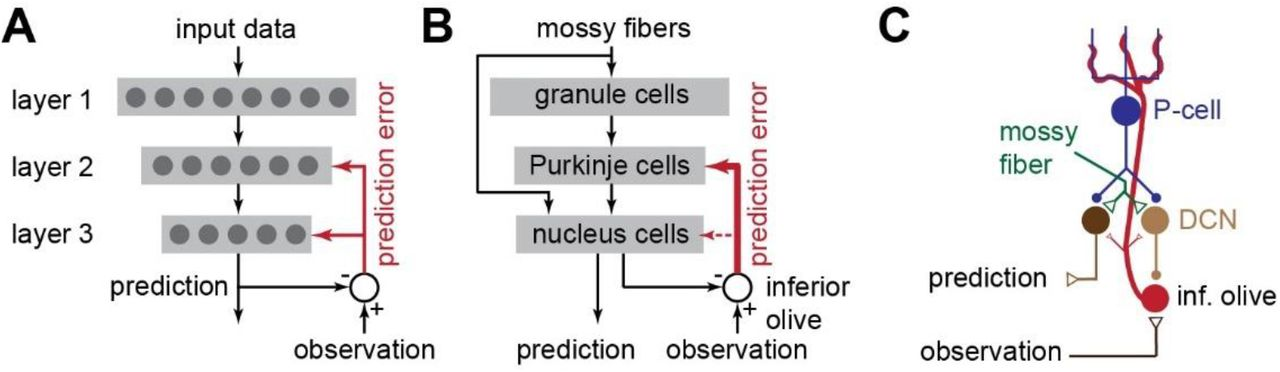 A
input data
layer 1
layer 2
layer 3
prediction error
prediction
-
+
observation
B
mossy fibers
granule cells
Purkinje cells
nucleus cells
prediction error
-
+
inferior
olive
prediction
observation
C
P-cell
mossy
fiber
DCN
prediction
inf. olive
observation